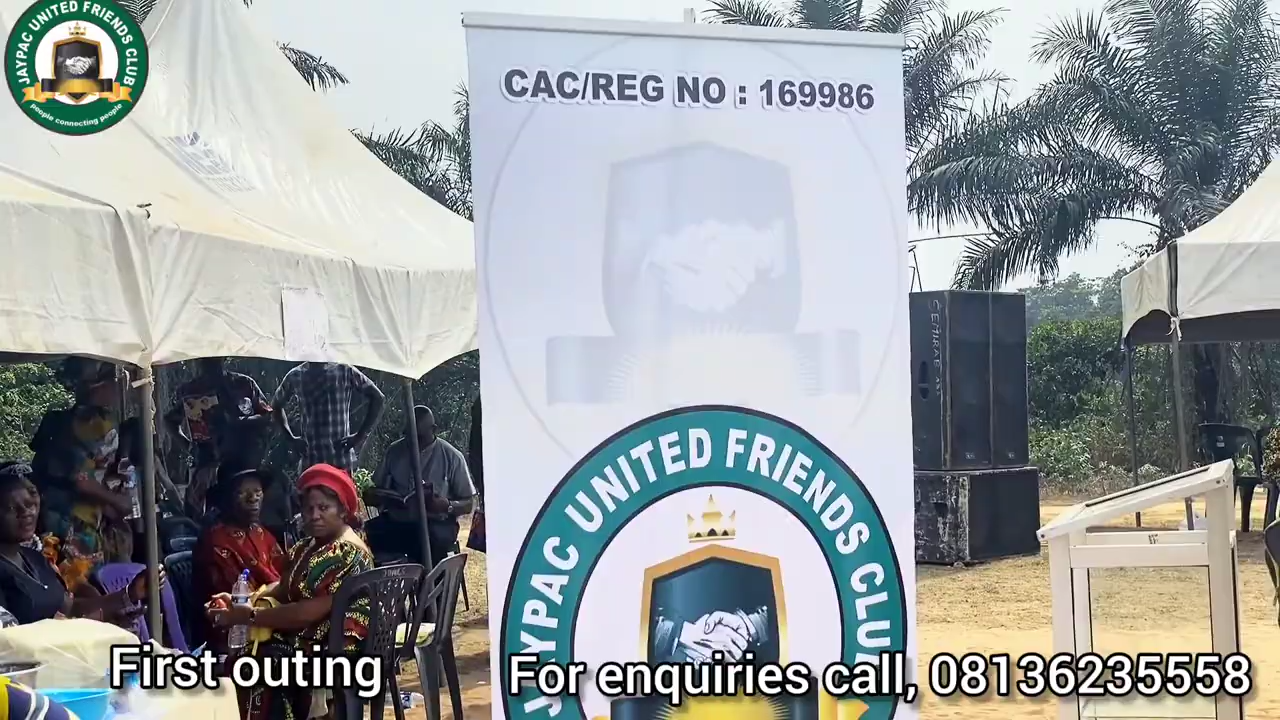 JAYPAC UNITED FRIENDS CLUB
people connecting people
CAC/REG NO : 169986
JAYPAC UNITED FRIENDS CLUB
First outing
For enquiries call, 08136235558